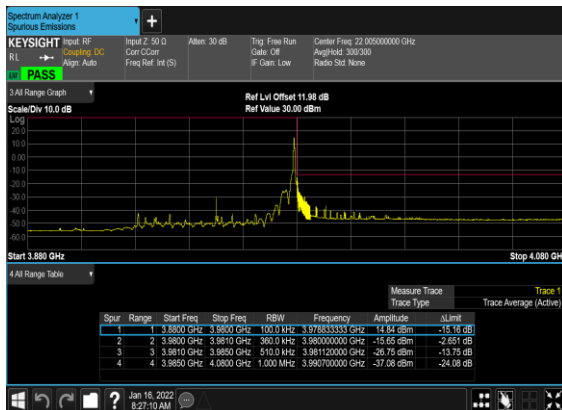 Spectrum Analyzer 1
Spurious Emissions
KEYSIGHT Input: RF Input Z: 50 Ω Atten: 30 dB Trig: Free Run Center Freq: 22.005000000 GHz
RL Coupling: DC Corr CCorr Gate: Off Avg|Hold: 300/300
Align: Auto Freq Ref: Int (S) IF Gain: Low Radio Std: None
PASS
3 All Range Graph
Ref Lvl Offset 11.98 dB
Scale/Div 10.0 dB Ref Value 30.00 dBm
Log
20.0
10.0
0.00
-10.0
-20.0
-30.0
-40.0
-50.0
-60.0
Start 3.880 GHz Stop 4.080 GH
4 All Range Table
Measure Trace Trace 1
Trace Type Trace Average (Active)
Spur Range Start Freq Stop Freq RBW Frequency Amplitude ΔLimit
1 1 3.8800 GHz 3.9800 GHz 100.0 kHz 3.978833333 GHz 14.84 dBm -15.16 dB
2 2 3.9800 GHz 3.9810 GHz 360.0 kHz 3.980000000 GHz -15.65 dBm -2.651 dB
3 3 3.9810 GHz 3.9850 GHz 510.0 kHz 3.981120000 GHz -26.75 dBm -13.75 dB
4 4 3.9850 GHz 4.0800 GHz 1.000 MHz 3.990700000 GHz -37.08 dBm -24.08 dB
Jan 16, 2022
8:27:10 AM